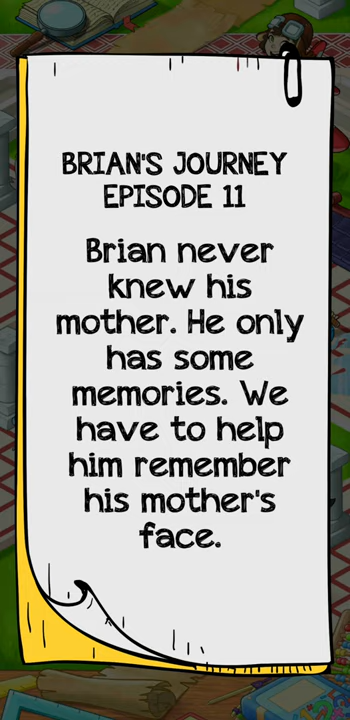 BRIAN'S JOURNEY
EPISODE 11
Brian never
knew his
mother. He only
has some
memories. We
have to help
him remember
his mother's
face.